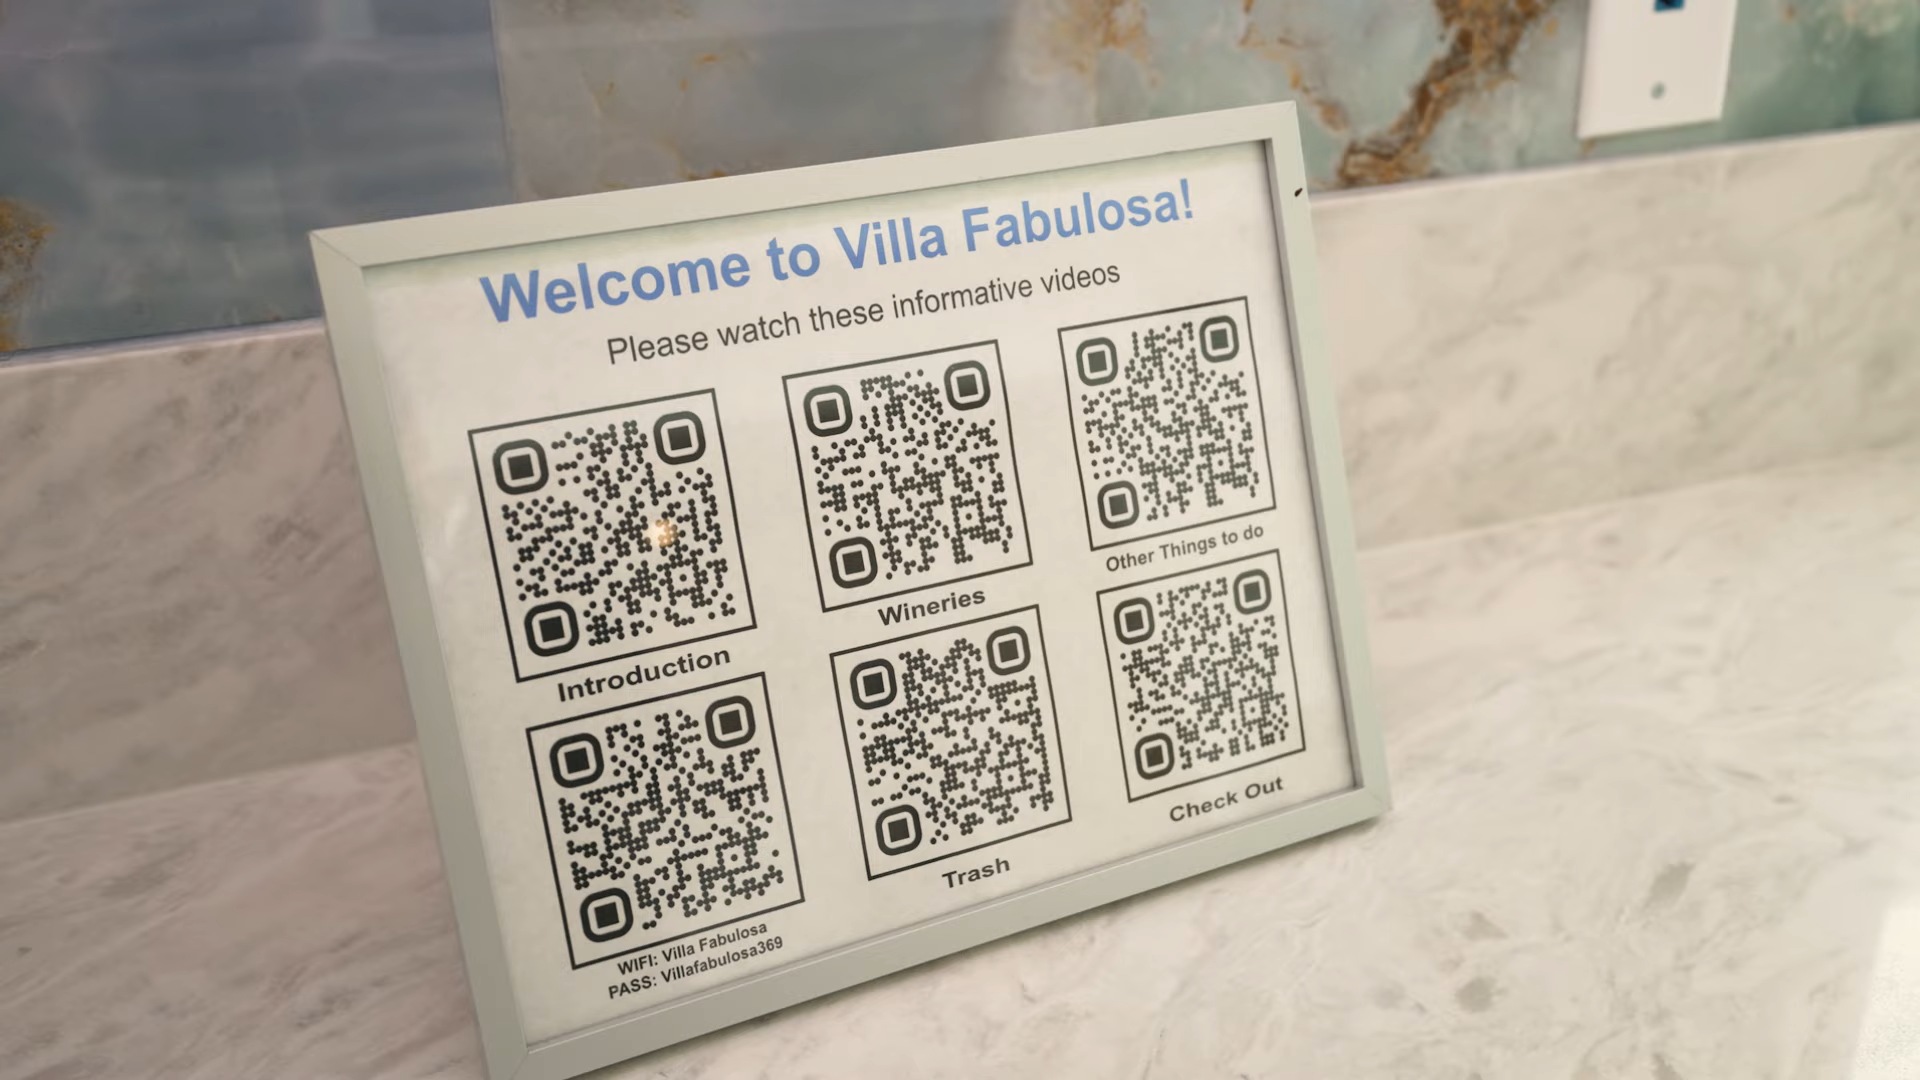 Welcome to Villa Fabulosa!
Please watch these informative videos
Introduction
Wineries
Other Things to do
WIFI: Villa Fabulosa
PASS: Villafabulosa369
Trash
Check Out